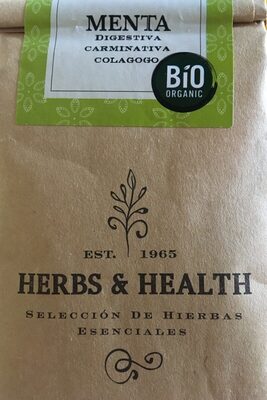 MENTA
DIGESTIVA
CARMINATIVA
COLAGOGO
BIO
ORGANIC
EST. 1965
HERBS & HEALTH
SELECCIÓN DE HIERBAS
ESENCIALES